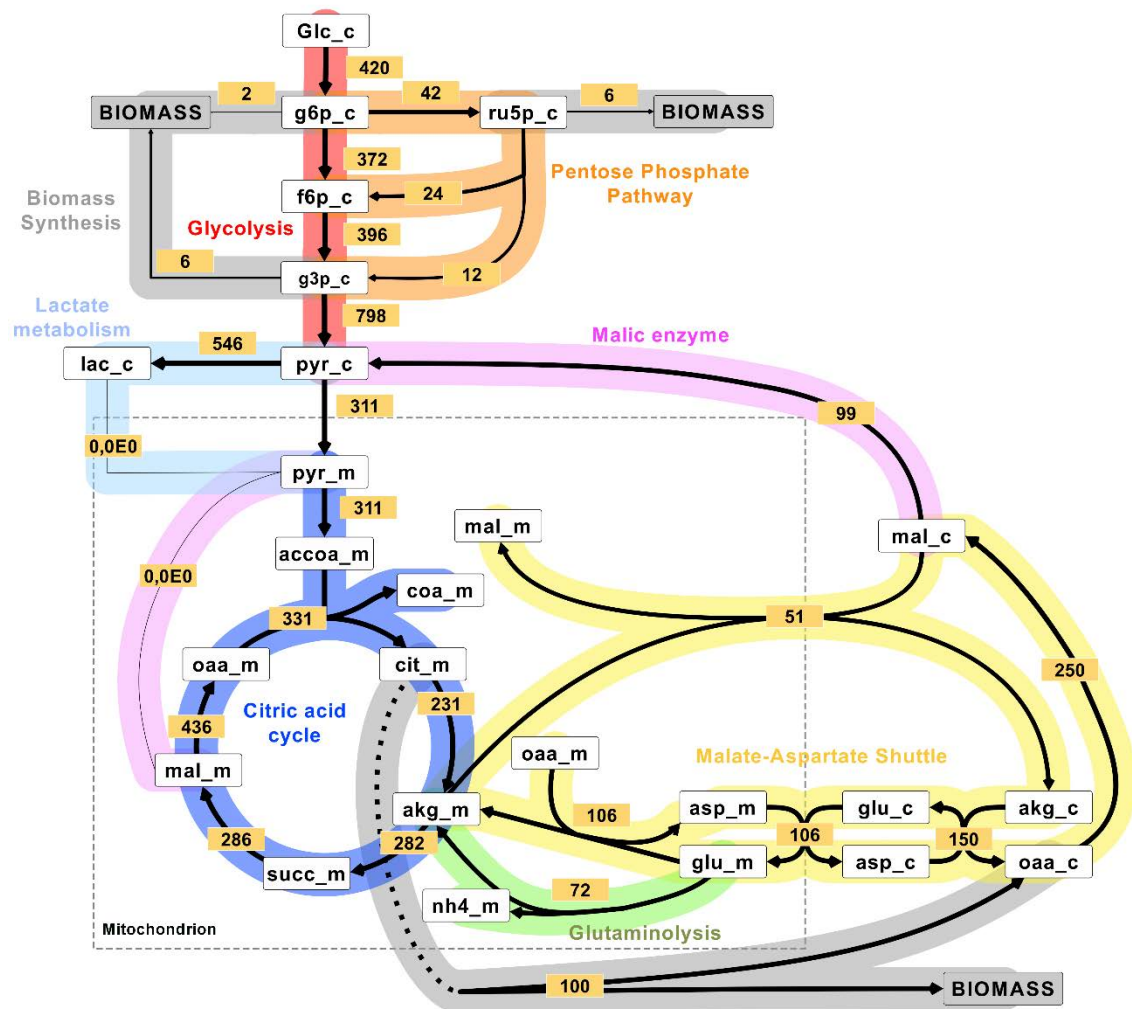 Glc_c
420
2
42
6
BIOMASS
g6p_c
ru5p_c
BIOMASS
372
Pentose Phosphate
Pathway
f6p_c
24
Biomass
Synthesis
Glycolysis
396
6
g3p_c
12
Lactate
metabolism
798
546
Malic enzyme
lac_c
pyr_c
311
99
0,0E0
pyr_m
311
mal_m
mal_c
accoa_m
0,0E0
coa_m
331
51
oaa_m
cit_m
250
231
436
Citric acid
cycle
oaa_m
Malate-Aspartate Shuttle
mal_m
akg_m
106
asp_m
glu_c
akg_c
286
282
106
150
succ_m
glu_m
asp_c
oaa_c
72
nh4_m
Mitochondrion
Glutaminolysis
100
BIOMASS